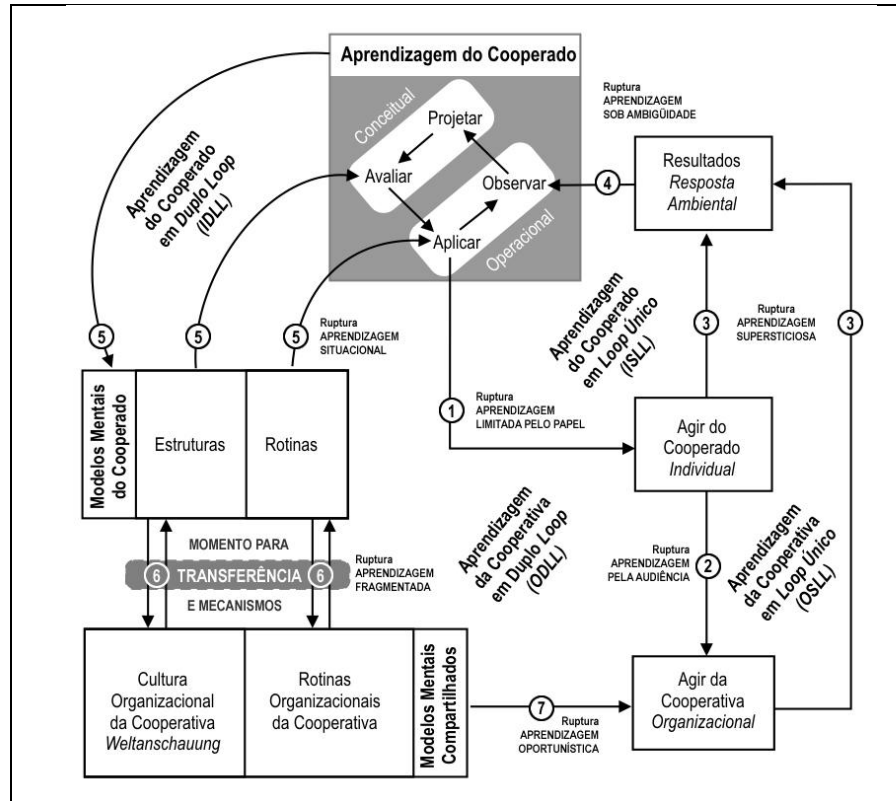 Aprendizagem do Cooperado
Conceitual
Projetar
Avaliar
Observar
Aplicar
Operacional
Ruptura
APRENDIZAGEM
SOB AMBIGÜIDADE
4
Resultados
Resposta
Ambiental
Aprendizagem
do Cooperado
em Duplo Loop
(IDLL)
5
5
5
Ruptura
APRENDIZAGEM
SITUACIONAL
Aprendizagem
do Cooperado
em Loop Único
(ISLL)
3
Ruptura
APRENDIZAGEM
SUPERSTICIOSA
3
Modelos Mentais
do Cooperado
Estruturas
Rotinas
1
Ruptura
APRENDIZAGEM
LIMITADA PELO PAPEL
Agir do
Cooperado
Individual
MOMENTO PARA
6
TRANSFERÊNCIA
6
E MECANISMOS
Ruptura
APRENDIZAGEM
FRAGMENTADA
Aprendizagem
da Cooperativa
em Duplo Loop
(ODLL)
Ruptura
APRENDIZAGEM
PELA AUDIÊNCIA
2
Aprendizagem
da Cooperativa
em Loop Único
(OSLL)
Cultura
Organizacional
da Cooperativa
Weltanschauung
Rotinas
Organizacionais
da Cooperativa
Modelos Mentais
Compartilhados
7
Ruptura
APRENDIZAGEM
OPORTUNÍSTICA
Agir da
Cooperativa
Organizacional